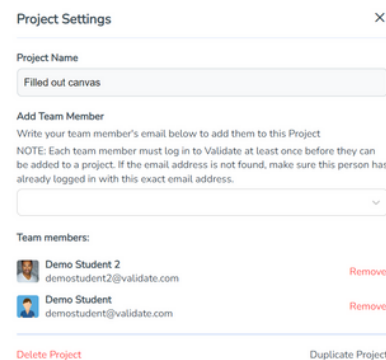 Project Settings
Project Name
Filled out canvas
Add Team Member
Write your team member's email below to add them to this Project
NOTE: Each team member must log in to Validate at least once before they can
be added to a project. If the email address is not found, make sure this person has
already logged in with this exact email address.
Team members:
Demo Student 2
demostudent2@validate.com
Remove
Demo Student
demostudent@validate.com
Remove
Delete Project
Duplicate Project